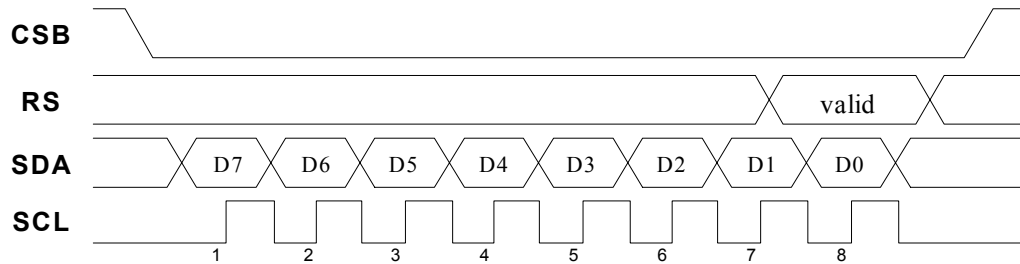 CSB
RS valid
SDA D7 D6 D5 D4 D3 D2 D1 D0
SCL
1 2 3 4 5 6 7 8